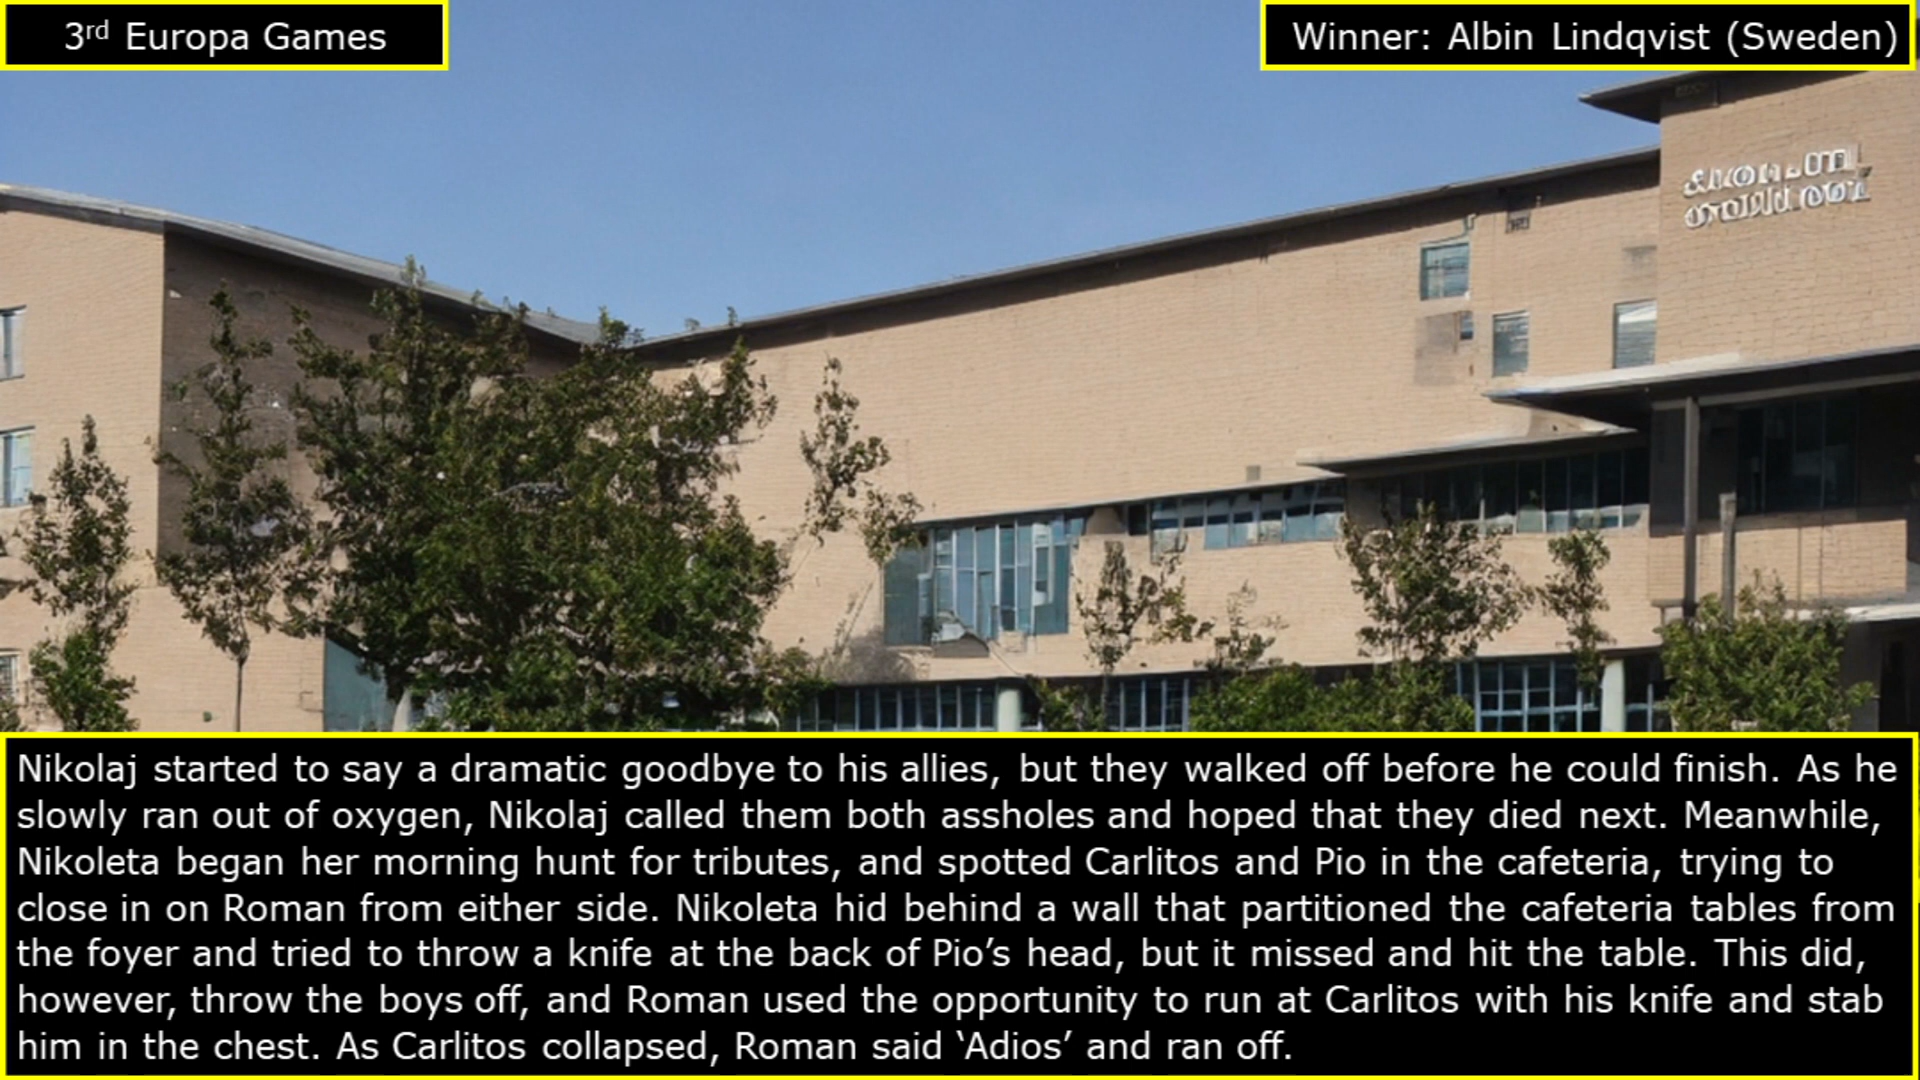 3rd Europa Games
Winner: Albin Lindqvist (Sweden)
Nikolaj started to say a dramatic goodbye to his allies, but they walked off before he could finish. As he
slowly ran out of oxygen, Nikolaj called them both assholes and hoped that they died next. Meanwhile,
Nikoleta began her morning hunt for tributes, and spotted Carlitos and Pio in the cafeteria, trying to
close in on Roman from either side. Nikoleta hid behind a wall that partitioned the cafeteria tables from
the foyer and tried to throw a knife at the back of Pio’s head, but it missed and hit the table. This did,
however, throw the boys off, and Roman used the opportunity to run at Carlitos with his knife and stab
him in the chest. As Carlitos collapsed, Roman said ‘Adios’ and ran off.